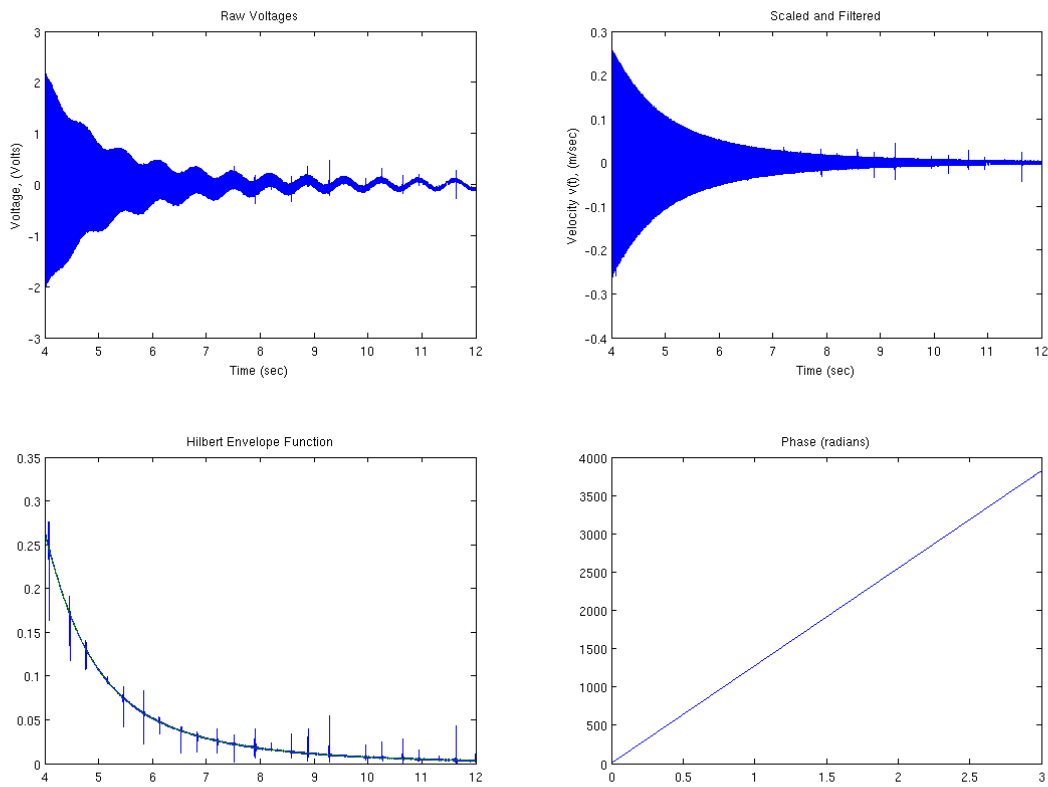 Raw Voltages
3
2
1
0
-1
-2
-3
Voltage, (Volts)
4 5 6 7 8 9 10 11 12
Time (sec)
Scaled and Filtered
0.3
0.2
0.1
0
-0.1
-0.2
-0.3
-0.4
Velocity v(t), (m/sec)
4 5 6 7 8 9 10 11 12
Time (sec)
Hilbert Envelope Function
0.35
0.3
0.25
0.2
0.15
0.1
0.05
0
4 5 6 7 8 9 10 11 12
Phase (radians)
4000
3500
3000
2500
2000
1500
1000
500
0
0 0.5 1 1.5 2 2.5 3